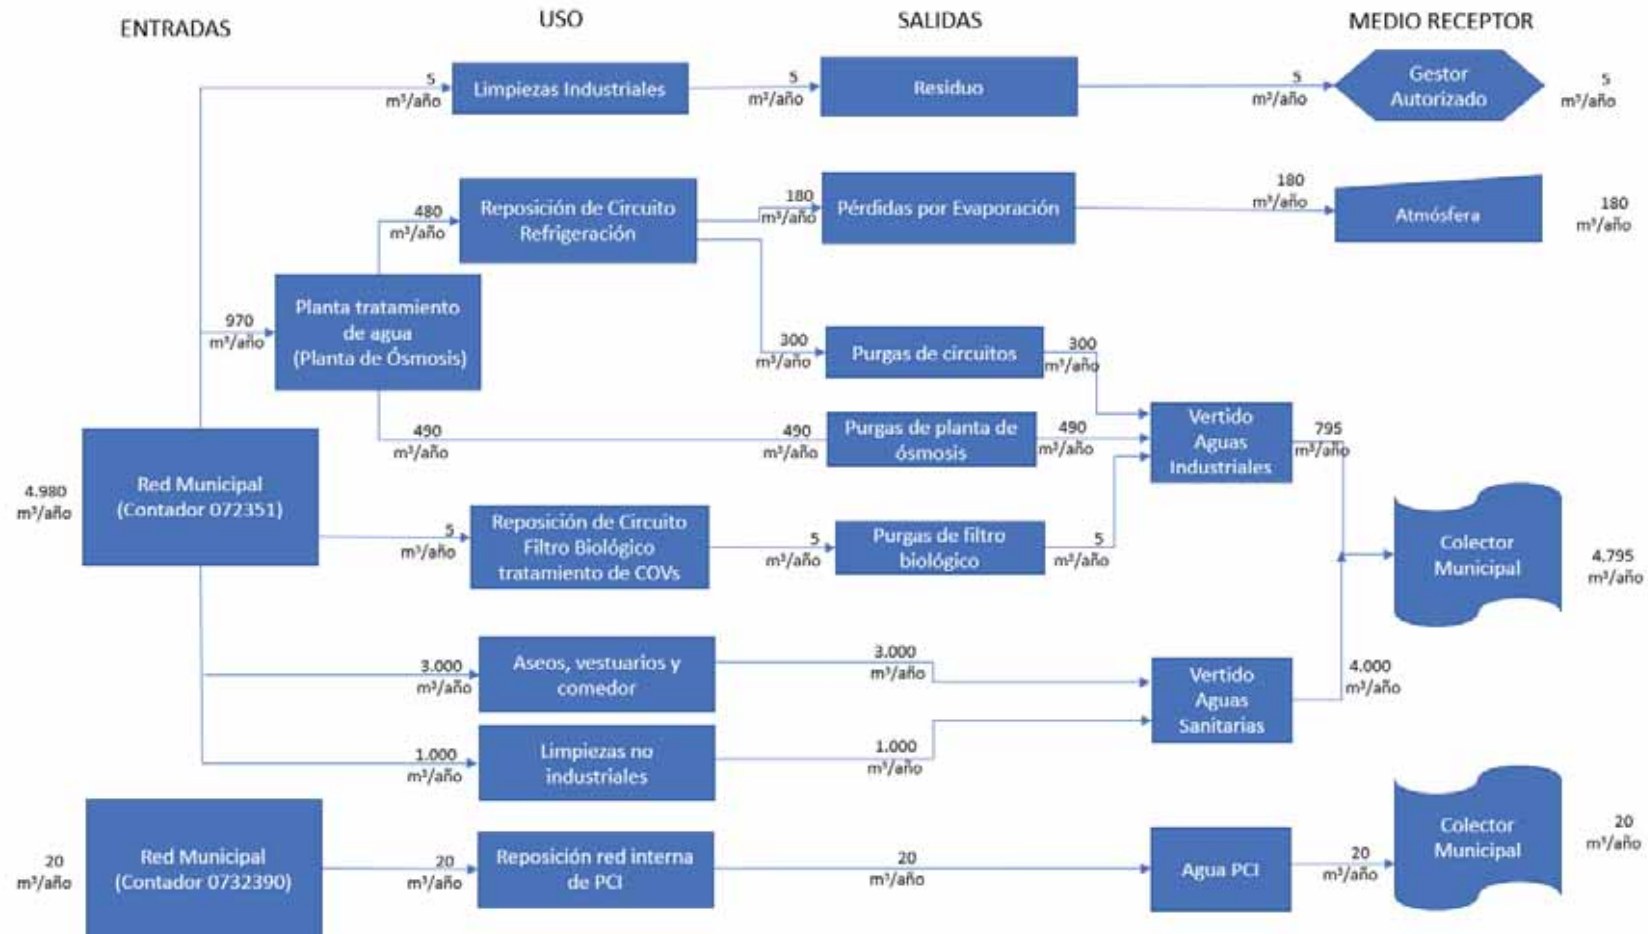 ENTRADAS
USO
SALIDAS
MEDIO RECEPTOR
5
m³/año
Limpiezas Industriales
5
m³/año
Residuo
5
m³/año
Gestor
Autorizado
5
m³/año
480
m³/año
Reposición de Circuito
Refrigeración
180
m³/año
Pérdidas por Evaporación
180
m³/año
Atmósfera
180
m³/año
970
m³/año
Planta tratamiento
de agua
(Planta de Ósmosis)
300
m³/año
Purgas de circuitos
300
m³/año
490
m³/año
490
m³/año
Purgas de planta de
ósmosis
490
m³/año
Vertido
Aguas
Industriales
795
m³/año
4.980
m³/año
Red Municipal
(Contador 072351)
5
m³/año
Reposición de Circuito
Filtro Biológico
tratamiento de COVs
5
m³/año
Purgas de filtro
biológico
5
m³/año
Colector
Municipal
4.795
m³/año
3.000
m³/año
Aseos, vestuarios y
comedor
3.000
m³/año
Vertido
Aguas
Sanitarias
4.000
m³/año
1.000
m³/año
Limpiezas no
industriales
1.000
m³/año
20
m³/año
Red Municipal
(Contador 0732390)
20
m³/año
Reposición red interna
de PCI
20
m³/año
Agua PCI
20
m³/año
Colector
Municipal
20
m³/año